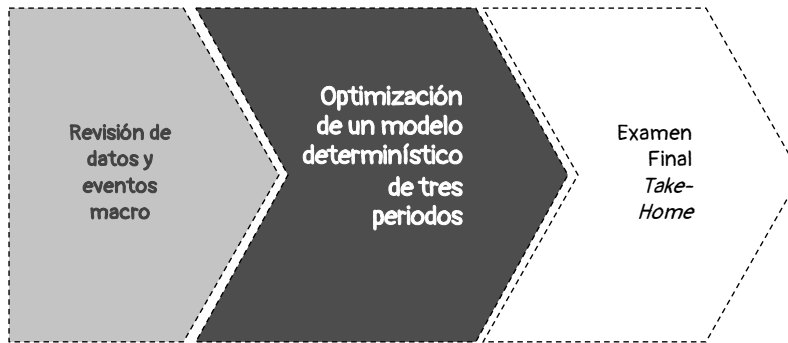 Revisión de
datos y
eventos
macro
Optimización
de un modelo
determinístico
de tres
periodos
Examen
Final
Take-
Home